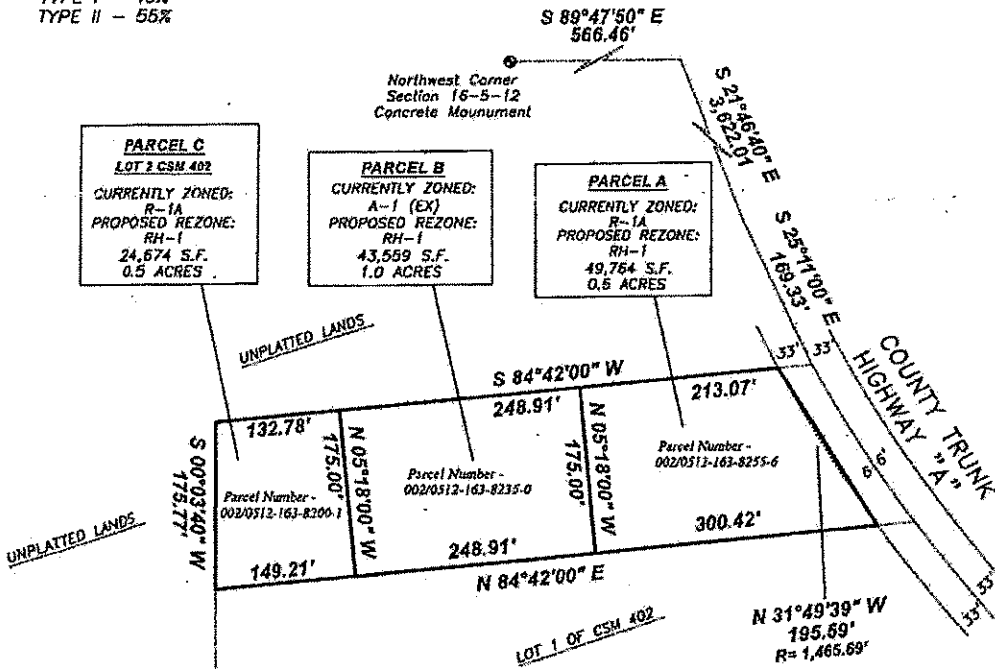 TYPE II – 55%
S 89°47'50" E
566.46'
Northwest Corner
Section 16-5-12
Concrete Mounument
S 21°46'40" E
3,622.01
S 25°11'00" E
169.33'
PARCEL C
LOT 2 CSM 402
CURRENTLY ZONED:
R-1A
PROPOSED REZONE:
RH-1
24,674 S.F.
0.5 ACRES
PARCEL B
CURRENTLY ZONED:
A-1 (EX)
PROPOSED REZONE:
RH-1
43,559 S.F.
1.0 ACRES
PARCEL A
CURRENTLY ZONED:
R-1A
PROPOSED REZONE:
RH-1
49,764 S.F.
0.5 ACRES
UNPLATTED LANDS
33' 33'
COUNTY TRUNK
HIGHWAY "A"
S 84°42'00" W
132.78'
248.91'
213.07'
S 00°03'40" W
175.77'
N 05°18'00" W
175.00'
N 05°18'00" W
175.00'
Parcel Number -
002/0512-163-8200-1
Parcel Number -
002/0512-163-8235-0
Parcel Number -
002/0512-163-8255-6
66'
UNPLATTED LANDS
149.21'
248.91'
300.42'
N 84°42'00" E
33'
33'
N 31°49'39" W
195.59'
R= 1,465.69'
LOT 1 OF CSM 402